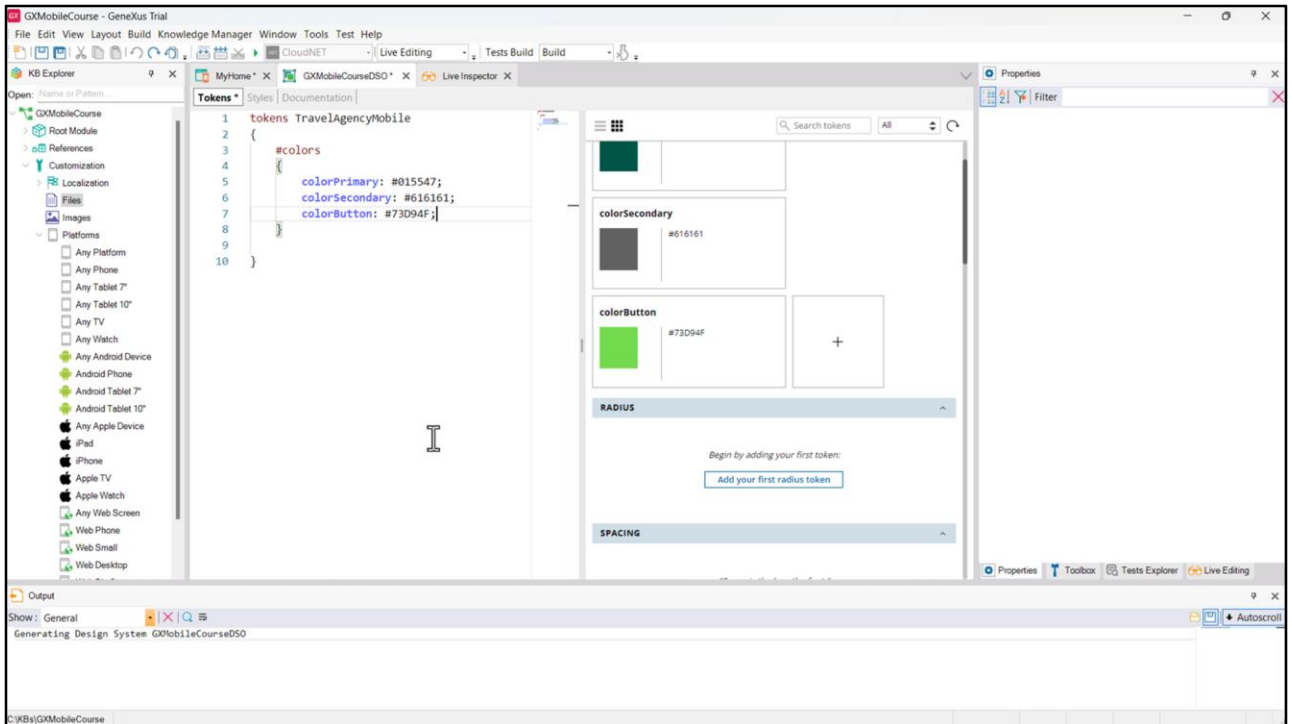 GX GXMobileCourse - GeneXus Trial
File Edit View Layout Build Knowledge Manager Window Tools Test Help
CloudNET Live Editing Tests Build Build
KB Explorer
Open: Name or Pattern...
GXMobileCourse
Root Module
References
Customization
Localization
Files
Images
Platforms
Any Platform
Any Phone
Any Tablet 7"
Any Tablet 10"
Any TV
Any Watch
Any Android Device
Android Phone
Android Tablet 7"
Android Tablet 10"
Any Apple Device
iPad
iPhone
Apple TV
Apple Watch
Any Web Screen
Web Phone
Web Small
Web Desktop
MyHome* X GXMobileCourseDSO* X Live Inspector X
Tokens* Styles Documentation
1 tokens TravelAgencyMobile
2 {
3 #colors
4 {
5 colorPrimary: #015547;
6 colorSecondary: #616161;
7 colorButton: #73D94F;
8 }
9
10 }
Search tokens All
colorSecondary
#616161
colorButton
#73D94F
+
RADIUS
Begin by adding your first token:
Add your first radius token
SPACING
Properties
Filter
Properties Toolbox Tests Explorer Live Editing
Output
Show: General Autoscroll
Generating Design System GXMobileCourseDSO
C:\KBs\GXMobileCourse